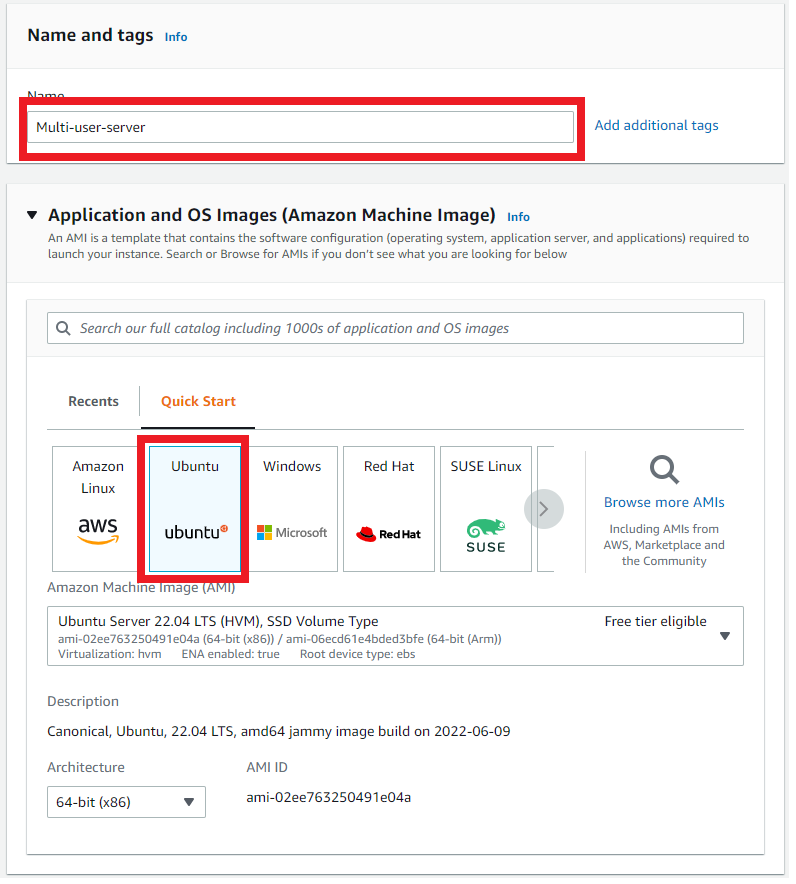 Name and tags Info
Name
Multi-user-server
Add additional tags
Application and OS Images (Amazon Machine Image) Info
An AMI is a template that contains the software configuration (operating system, application server, and applications) required to
launch your instance. Search or Browse for AMIs if you don't see what you are looking for below
Search our full catalog including 1000s of application and OS images
Recents
Quick Start
Amazon
Linux
aws
Ubuntu
ubuntu
Windows
Microsoft
Red Hat
Red Hat
SUSE Linux
SUSE
Browse more AMIs
Including AMIs from
AWS, Marketplace and
the Community
Amazon Machine Image (AMI)
Ubuntu Server 22.04 LTS (HVM), SSD Volume Type
Free tier eligible
ami-02ee763250491e04a (64-bit (x86)) / ami-06ecd61e4bded3bfe (64-bit (Arm))
Virtualization: hvm ENA enabled: true Root device type: ebs
Description
Canonical, Ubuntu, 22.04 LTS, amd64 jammy image build on 2022-06-09
Architecture
AMI ID
64-bit (x86)
ami-02ee763250491e04a